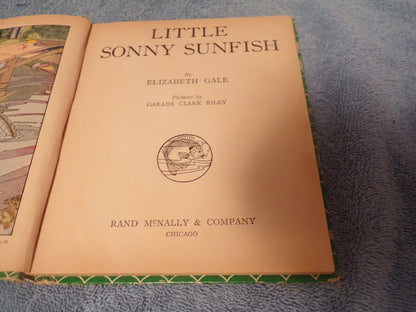 LITTLE
SONNY SUNFISH
By
ELIZABETH GALE
Pictures by
GARADA CLARK RILEY
RAND McNALLY & COMPANY
CHICAGO